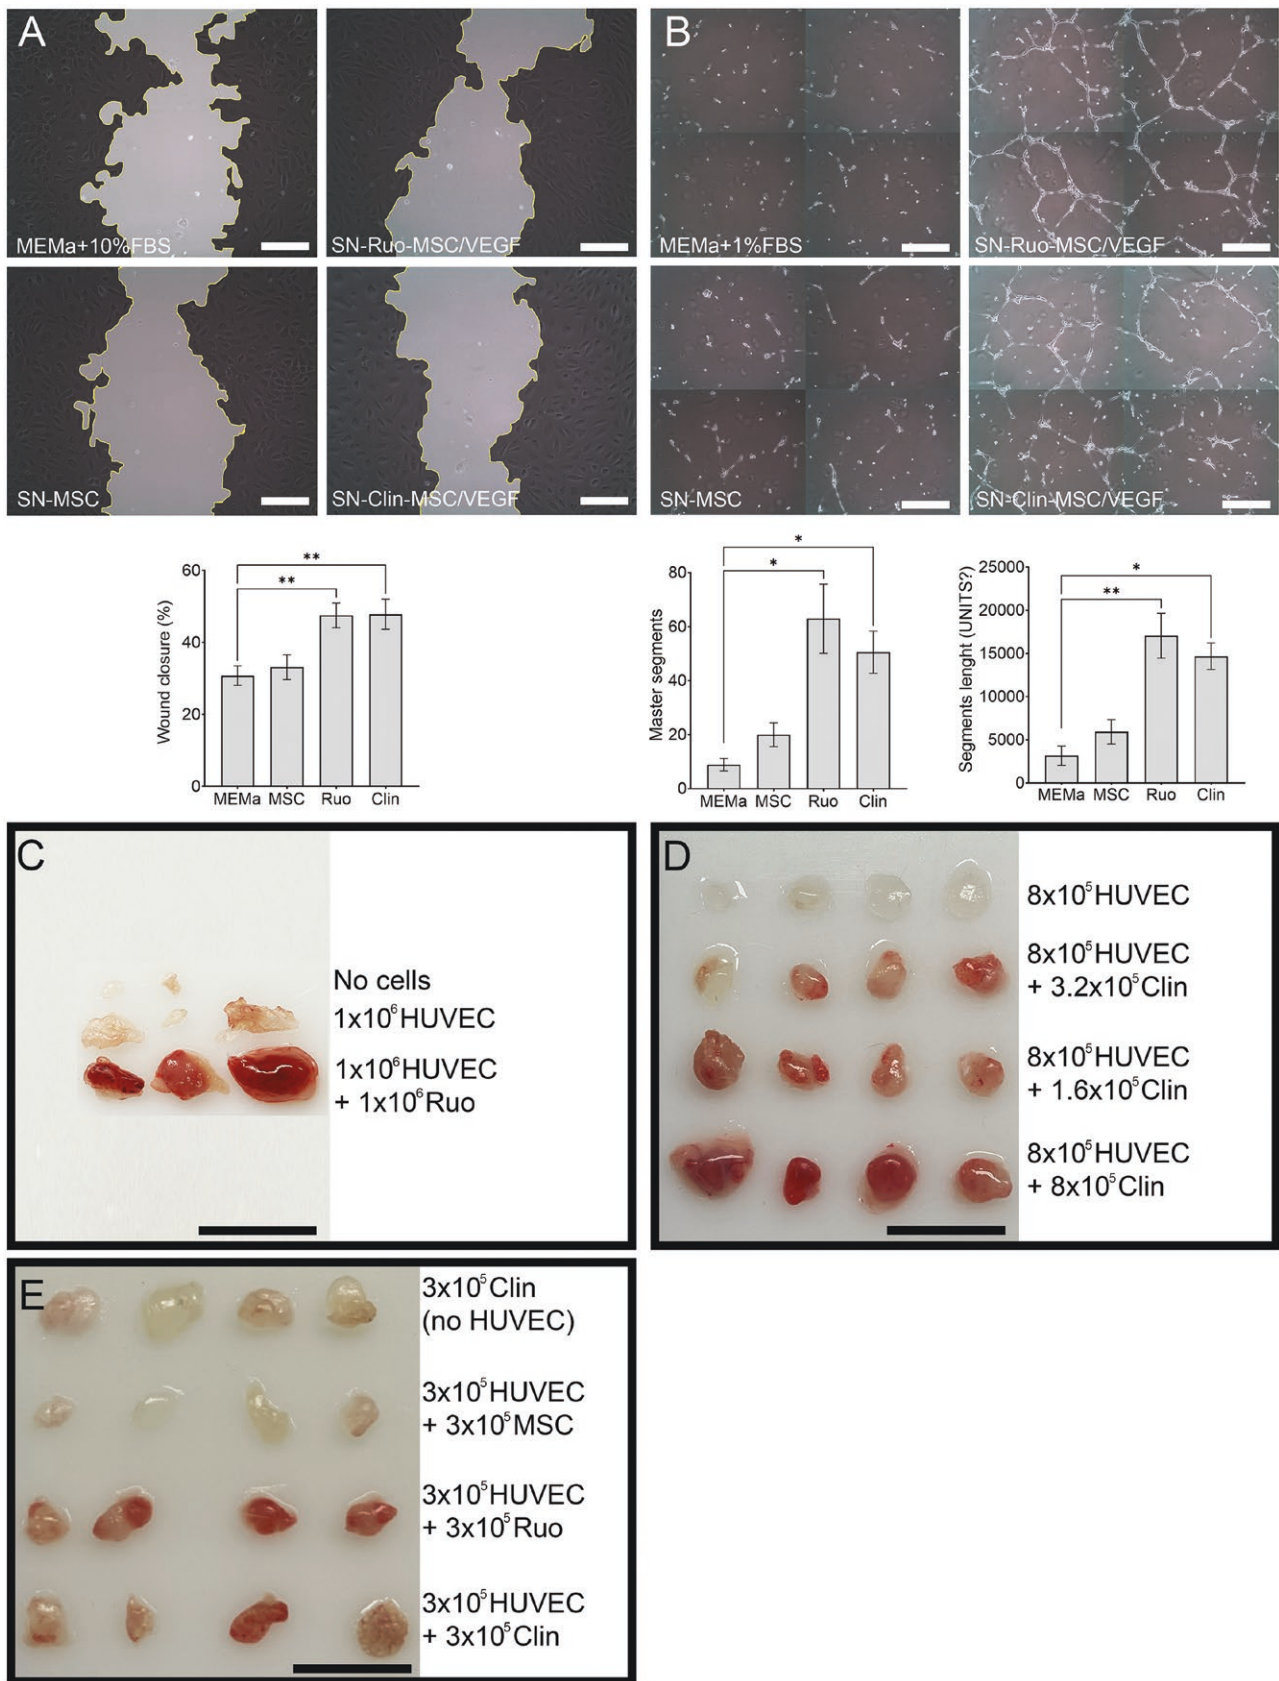 A
MEMa+10%FBS
SN-Ruo-MSC/VEGF
SN-MSC
SN-Clin-MSC/VEGF
B
MEMa+1%FBS
SN-Ruo-MSC/VEGF
SN-MSC
SN-Clin-MSC/VEGF
Wound closure (%)
60
40
20
0
**
**
MEMa MSC Ruo Clin
Master segments
80
60
40
20
0
*
*
MEMa MSC Ruo Clin
Segments lenght (UNITS?)
25000
20000
15000
10000
5000
0
*
**
MEMa MSC Ruo Clin
C
No cells
1x10⁶HUVEC
1x10⁶HUVEC
+ 1x10⁶Ruo
D
8x10⁵HUVEC
8x10⁵HUVEC
+ 3.2x10⁵Clin
8x10⁵HUVEC
+ 1.6x10⁵Clin
8x10⁵HUVEC
+ 8x10⁵Clin
E
3x10⁵Clin
(no HUVEC)
3x10⁵HUVEC
+ 3x10⁵MSC
3x10⁵HUVEC
+ 3x10⁵Ruo
3x10⁵HUVEC
+ 3x10⁵Clin